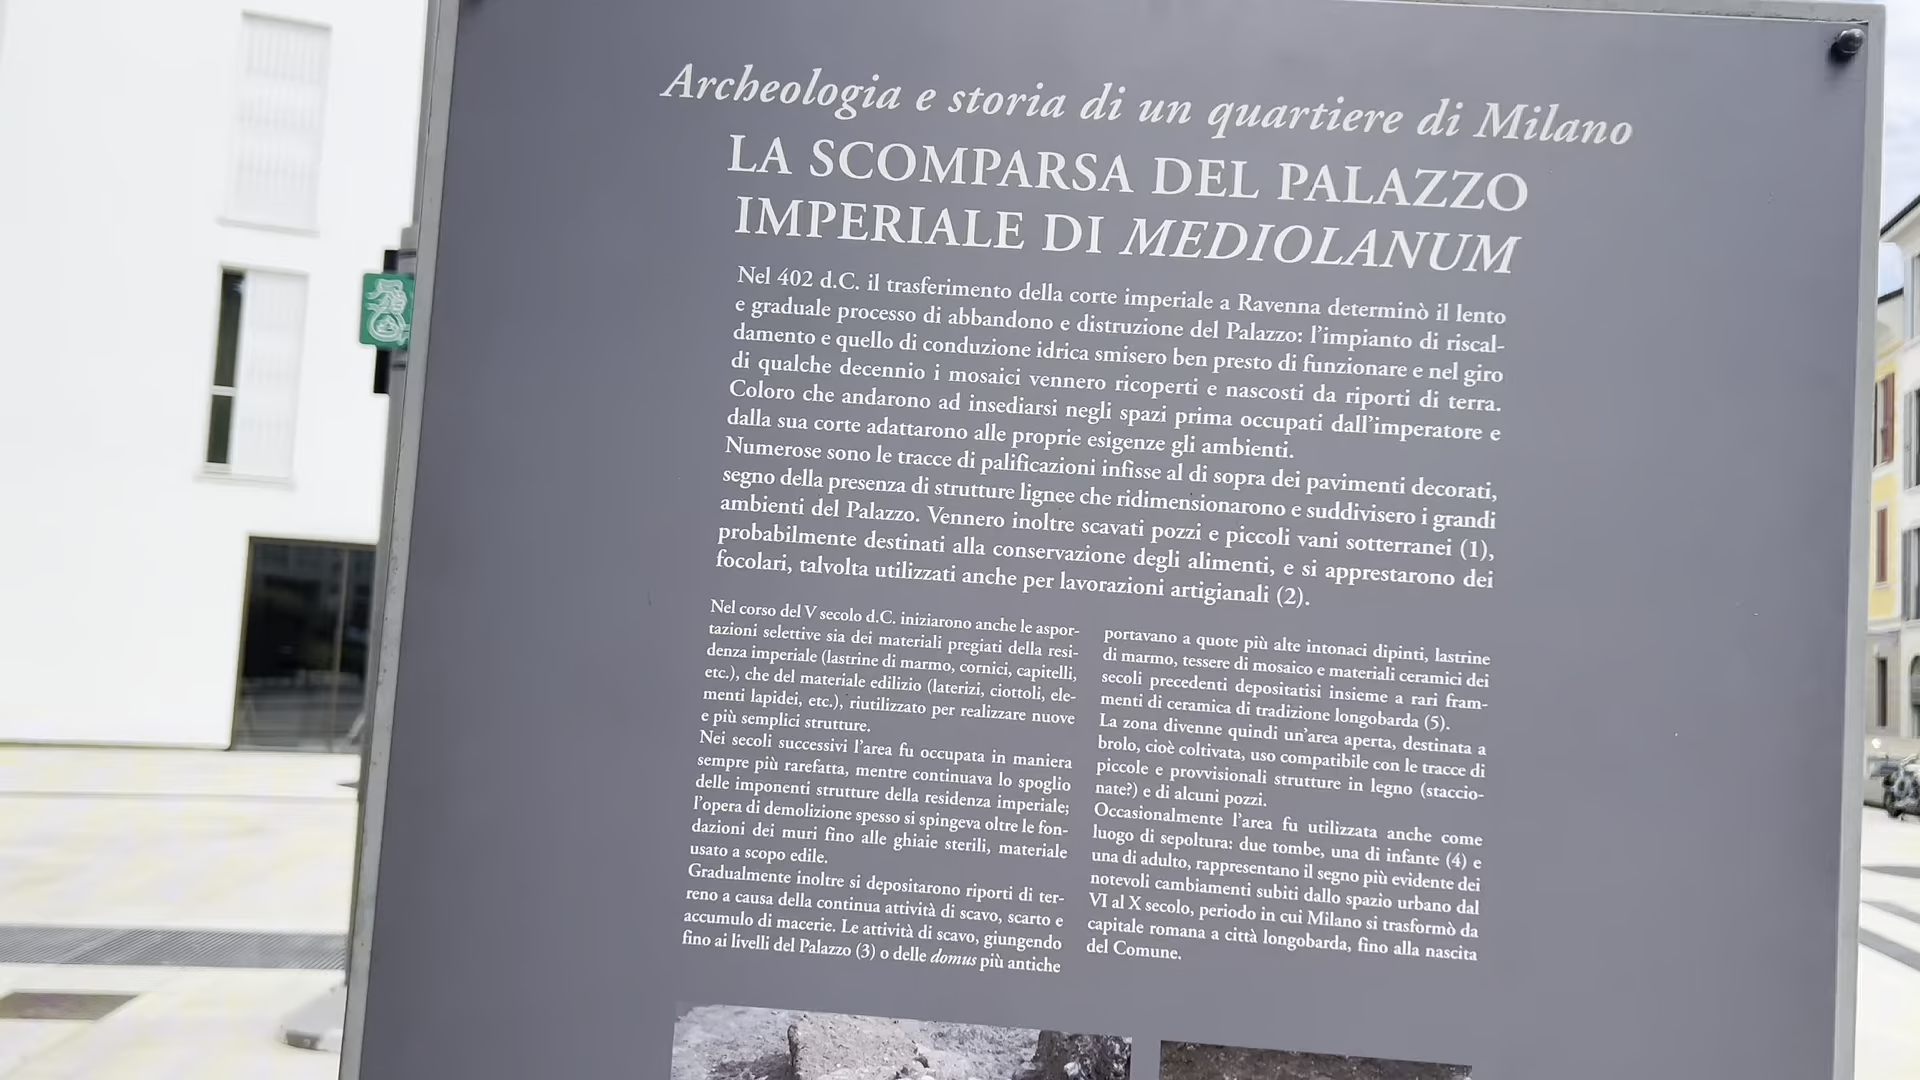 Archeologia e storia di un quartiere di Milano
LA SCOMPARSA DEL PALAZZO
IMPERIALE DI MEDIOLANUM
Nel 402 d.C. il trasferimento della corte imperiale a Ravenna determinò il lento
e graduale processo di abbandono e distruzione del Palazzo: l'impianto di riscal-
damento e quello di conduzione idrica smisero ben presto di funzionare e nel giro
di qualche decennio i mosaici vennero ricoperti e nascosti da riporti di terra.
Coloro che andarono ad insediarsi negli spazi prima occupati dall'imperatore e
dalla sua corte adattarono alle proprie esigenze gli ambienti.
Numerose sono le tracce di palificazioni infisse al di sopra dei pavimenti decorati,
segno della presenza di strutture lignee che ridimensionarono e suddivisero i grandi
ambienti del Palazzo. Vennero inoltre scavati pozzi e piccoli vani sotterranei (1),
probabilmente destinati alla conservazione degli alimenti, e si apprestarono dei
focolari, talvolta utilizzati anche per lavorazioni artigianali (2).
Nel corso del V secolo d.C. iniziarono anche le aspor-
tazioni selettive sia dei materiali pregiati della resi-
denza imperiale (lastrine di marmo, cornici, capitelli,
etc.), che del materiale edilizio (laterizi, ciottoli, ele-
menti lapidei, etc.), riutilizzato per realizzare nuove
e più semplici strutture.
Nei secoli successivi l'area fu occupata in maniera
sempre più rarefatta, mentre continuava lo spoglio
delle imponenti strutture della residenza imperiale;
l'opera di demolizione spesso si spingeva oltre le fon-
dazioni dei muri fino alle ghiaie sterili, materiale
usato a scopo edile.
Gradualmente inoltre si depositarono riporti di ter-
reno a causa della continua attività di scavo, scarto e
accumulo di macerie. Le attività di scavo, giungendo
fino ai livelli del Palazzo (3) o delle domus più antiche
portavano a quote più alte intonaci dipinti, lastrine
di marmo, tessere di mosaico e materiali ceramici dei
secoli precedenti depositatisi insieme a rari fram-
menti di ceramica di tradizione longobarda (5).
La zona divenne quindi un'area aperta, destinata a
brolo, cioè coltivata, uso compatibile con le tracce di
piccole e provvisionali strutture in legno (staccio-
nate?) e di alcuni pozzi.
Occasionalmente l'area fu utilizzata anche come
luogo di sepoltura: due tombe, una di infante (4) e
una di adulto, rappresentano il segno più evidente dei
notevoli cambiamenti subiti dallo spazio urbano dal
VI al X secolo, periodo in cui Milano si trasformò da
capitale romana a città longobarda, fino alla nascita
del Comune.